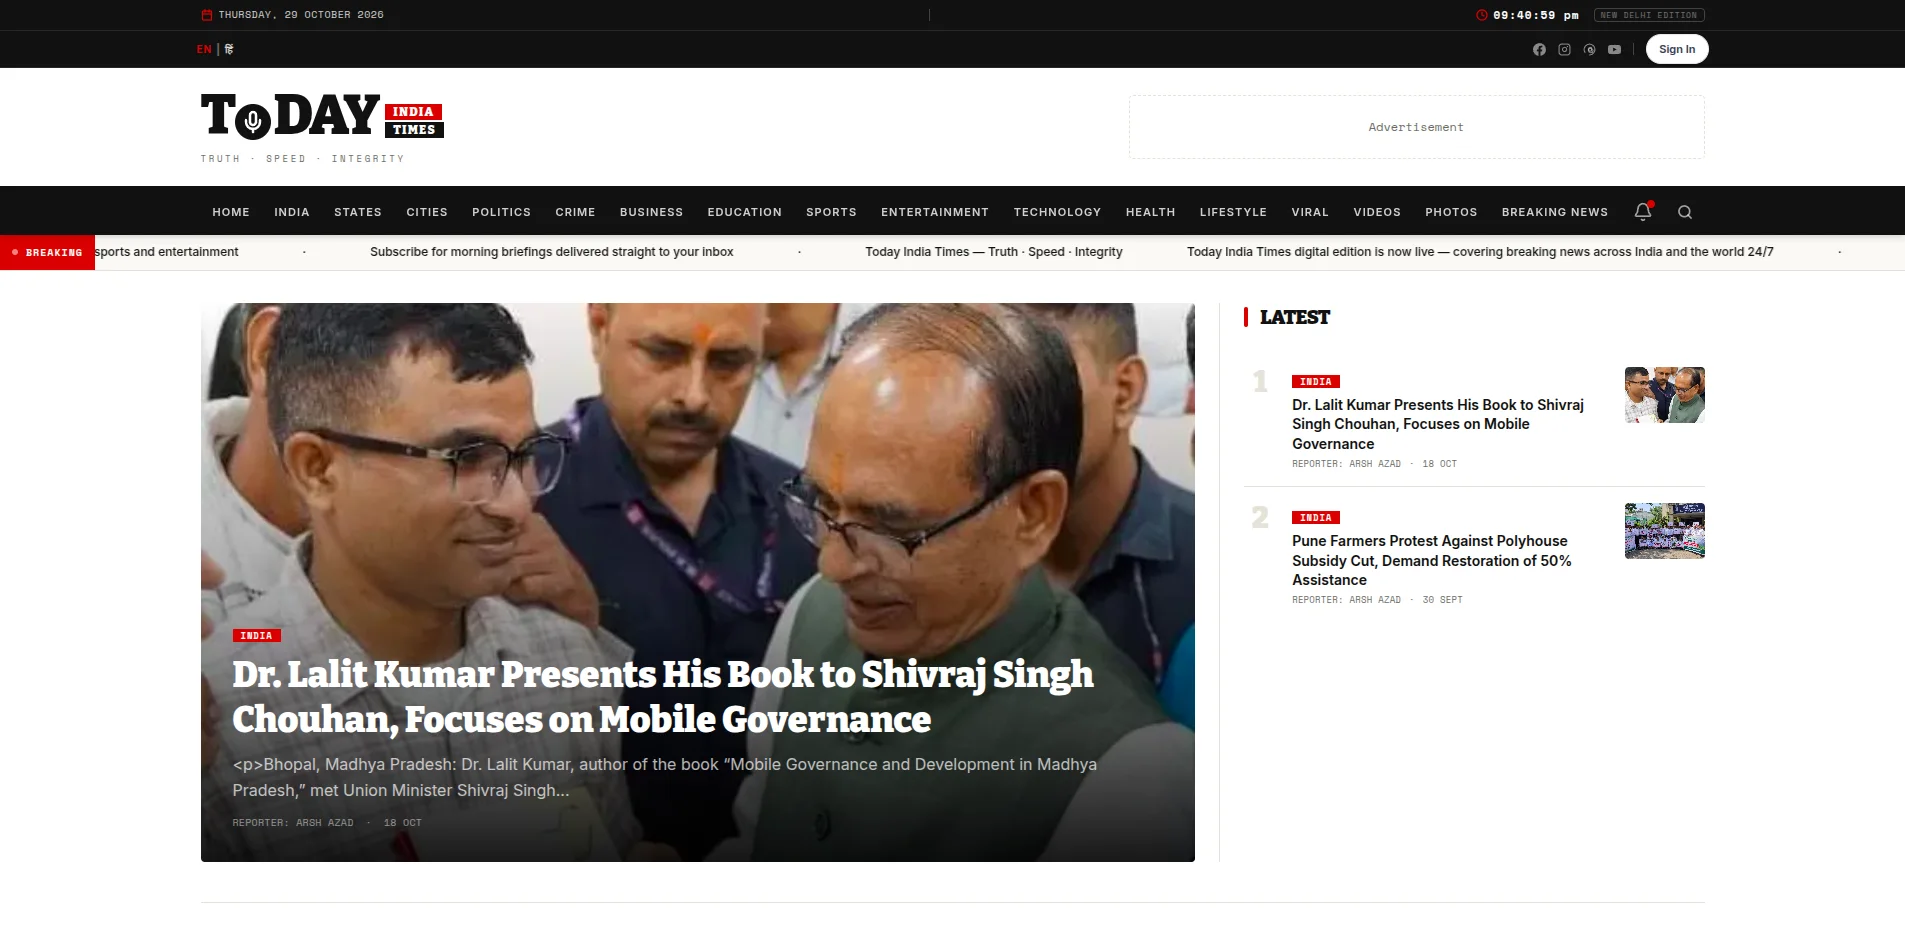 THURSDAY, 29 OCTOBER 2026
09:40:59 pm
NEW DELHI EDITION
EN | हिं
Sign In
TODAY
INDIA
TIMES
TRUTH · SPEED · INTEGRITY
Advertisement
HOME INDIA STATES CITIES POLITICS CRIME BUSINESS EDUCATION SPORTS ENTERTAINMENT TECHNOLOGY HEALTH LIFESTYLE VIRAL VIDEOS PHOTOS BREAKING NEWS
BREAKING
sports and entertainment · Subscribe for morning briefings delivered straight to your inbox · Today India Times — Truth · Speed · Integrity Today India Times digital edition is now live — covering breaking news across India and the world 24/7 ·
INDIA
Dr. Lalit Kumar Presents His Book to Shivraj Singh
Chouhan, Focuses on Mobile Governance
<p>Bhopal, Madhya Pradesh: Dr. Lalit Kumar, author of the book “Mobile Governance and Development in Madhya
Pradesh,” met Union Minister Shivraj Singh...
REPORTER: ARSH AZAD · 18 OCT
LATEST
1
INDIA
Dr. Lalit Kumar Presents His Book to Shivraj
Singh Chouhan, Focuses on Mobile
Governance
REPORTER: ARSH AZAD · 18 OCT
2
INDIA
Pune Farmers Protest Against Polyhouse
Subsidy Cut, Demand Restoration of 50%
Assistance
REPORTER: ARSH AZAD · 30 SEPT